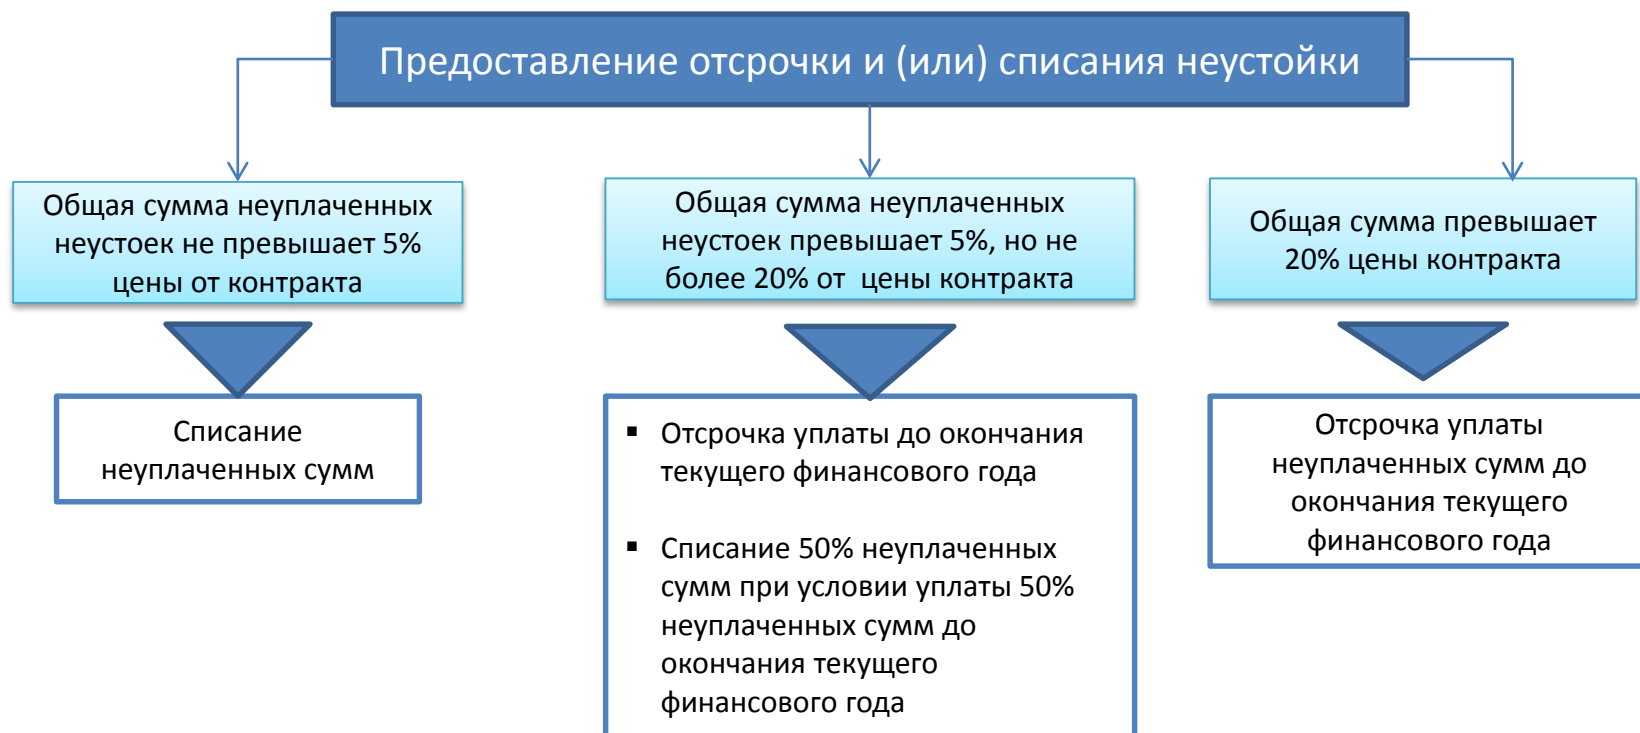 Предоставление отсрочки и (или) списания неустойки
Общая сумма неуплаченных
неустоек не превышает 5%
цены от контракта
Списание
неуплаченных сумм
Общая сумма неуплаченных
неустоек превышает 5%, но не
более 20% от цены контракта
▪ Отсрочка уплаты до окончания
текущего финансового года
▪ Списание 50% неуплаченных
сумм при условии уплаты 50%
неуплаченных сумм до
окончания текущего
финансового года
Общая сумма превышает
20% цены контракта
Отсрочка уплаты
неуплаченных сумм до
окончания текущего
финансового года